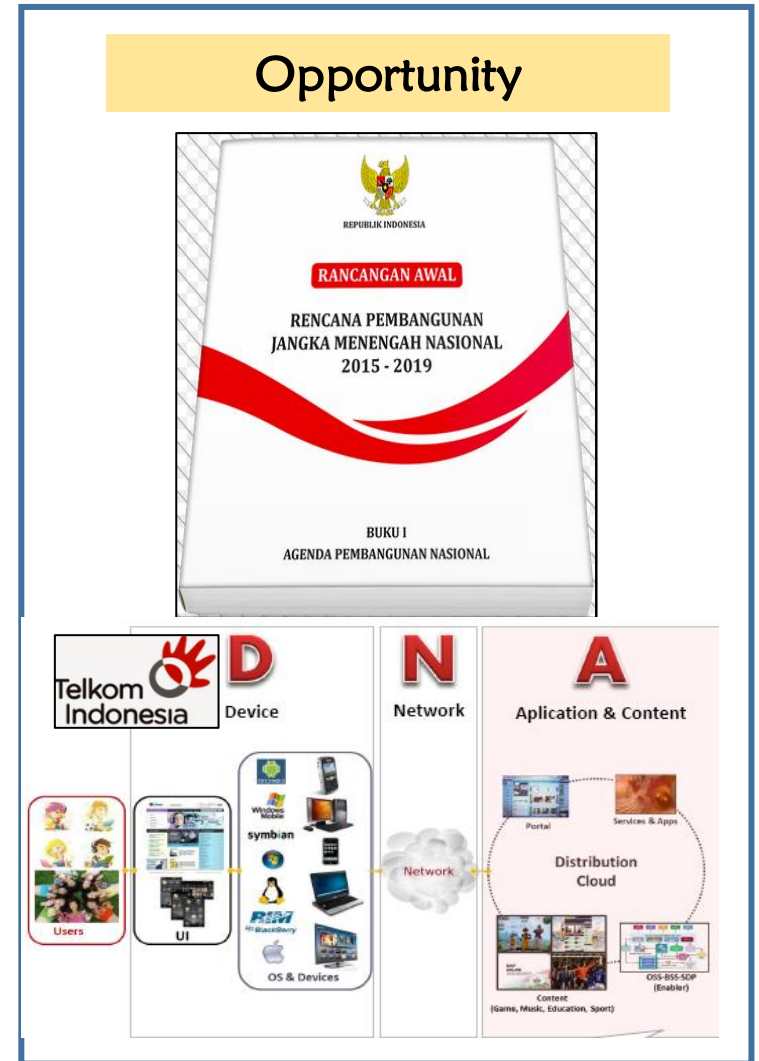 Opportunity
REPUBLIK INDONESIA
RANCANGAN AWAL
RENCANA PEMBANGUNAN
JANGKA MENENGAH NASIONAL
2015 - 2019
BUKU I
AGENDA PEMBANGUNAN NASIONAL
Telkom
Indonesia
D
Device
N
Network
A
Aplication & Content
Users
UI
ANDROID
Windows
Mobile
symbian
RIM
BlackBerry
OS & Devices
Network
Portal
Services & Apps
Distribution
Cloud
Content
(Game, Music, Education, Sport)
OSS-BSS-SDP
(Enabler)